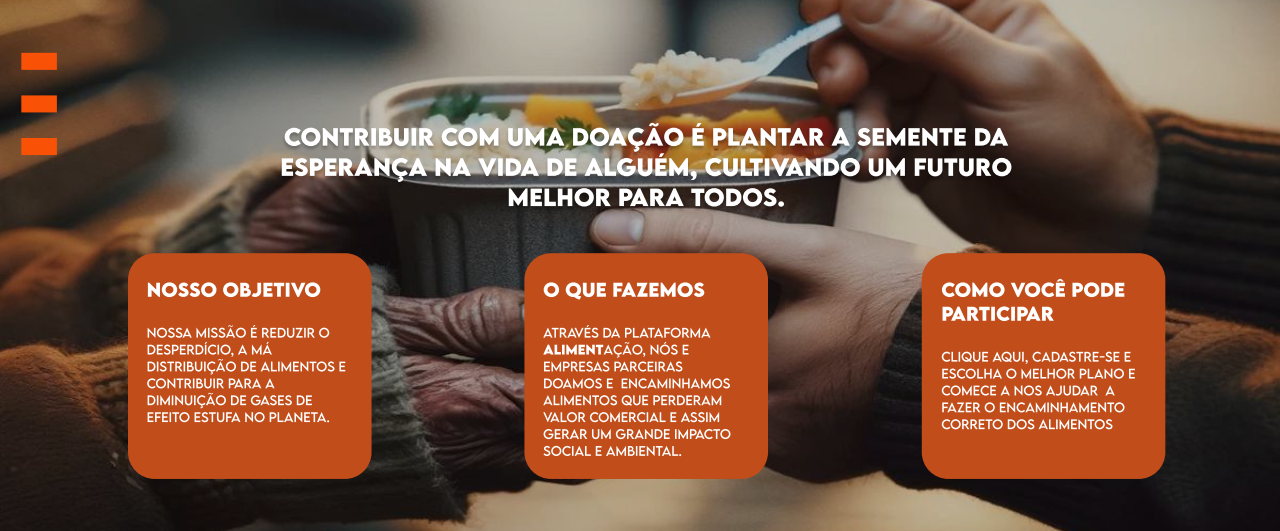 CONTRIBUIR COM UMA DOAÇÃO É PLANTAR A SEMENTE DA
ESPERANÇA NA VIDA DE ALGUÉM, CULTIVANDO UM FUTURO
MELHOR PARA TODOS.
NOSSO OBJETIVO
NOSSA MISSÃO É REDUZIR O
DESPERDÍCIO, A MÁ
DISTRIBUIÇÃO DE ALIMENTOS E
CONTRIBUIR PARA A
DIMINUIÇÃO DE GASES DE
EFEITO ESTUFA NO PLANETA.
O QUE FAZEMOS
ATRAVÉS DA PLATAFORMA
ALIMENTAÇÃO, NÓS E
EMPRESAS PARCEIRAS
DOAMOS E ENCAMINHAMOS
ALIMENTOS QUE PERDERAM
VALOR COMERCIAL E ASSIM
GERAR UM GRANDE IMPACTO
SOCIAL E AMBIENTAL.
COMO VOCÊ PODE
PARTICIPAR
CLIQUE AQUI, CADASTRE-SE E
ESCOLHA O MELHOR PLANO E
COMECE A NOS AJUDAR A
FAZER O ENCAMINHAMENTO
CORRETO DOS ALIMENTOS